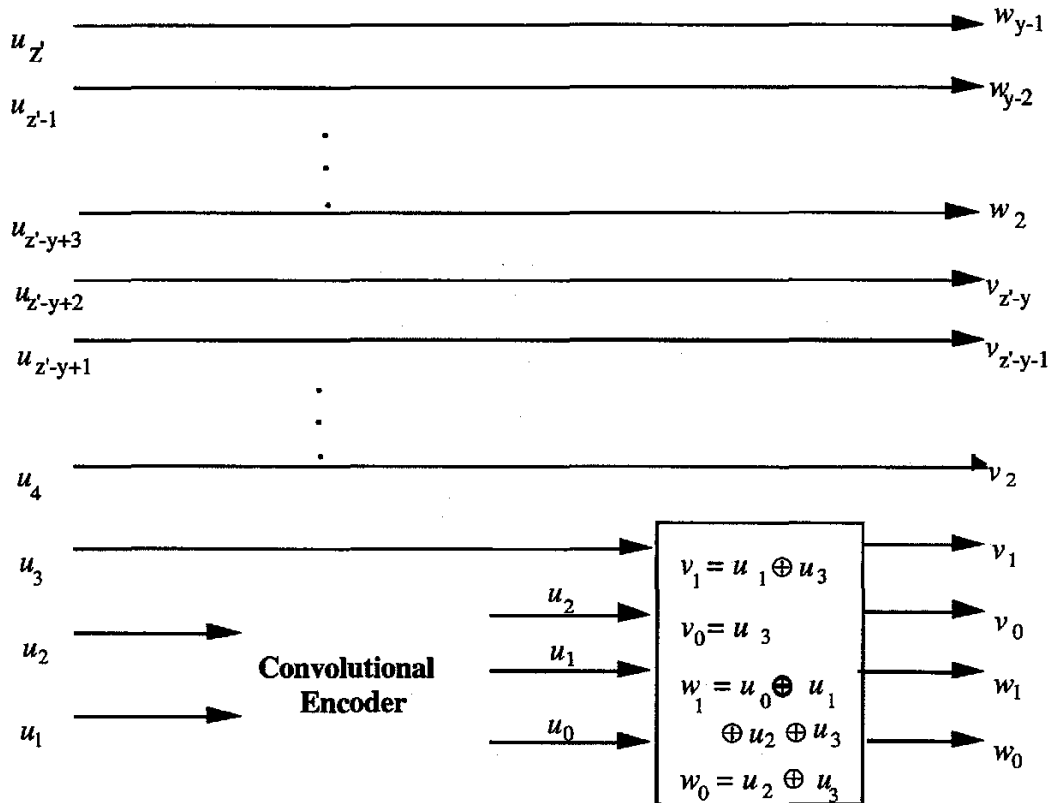 u_z' w_y-1
u_z'-1 w_y-2
u_z'-y+3 w_2
u_z'-y+2 v_z'-y
u_z'-y+1 v_z'-y-1
u_4 v_2
u_3 v_1 = u_1 ⊕ u_3 v_1
u_2 u_2 v_0 = u_3 v_0
Convolutional u_1 w_1 = u_0 ⊕ u_1 w_1
Encoder ⊕ u_2 ⊕ u_3
u_1 u_0 w_0 = u_2 ⊕ u_3 w_0